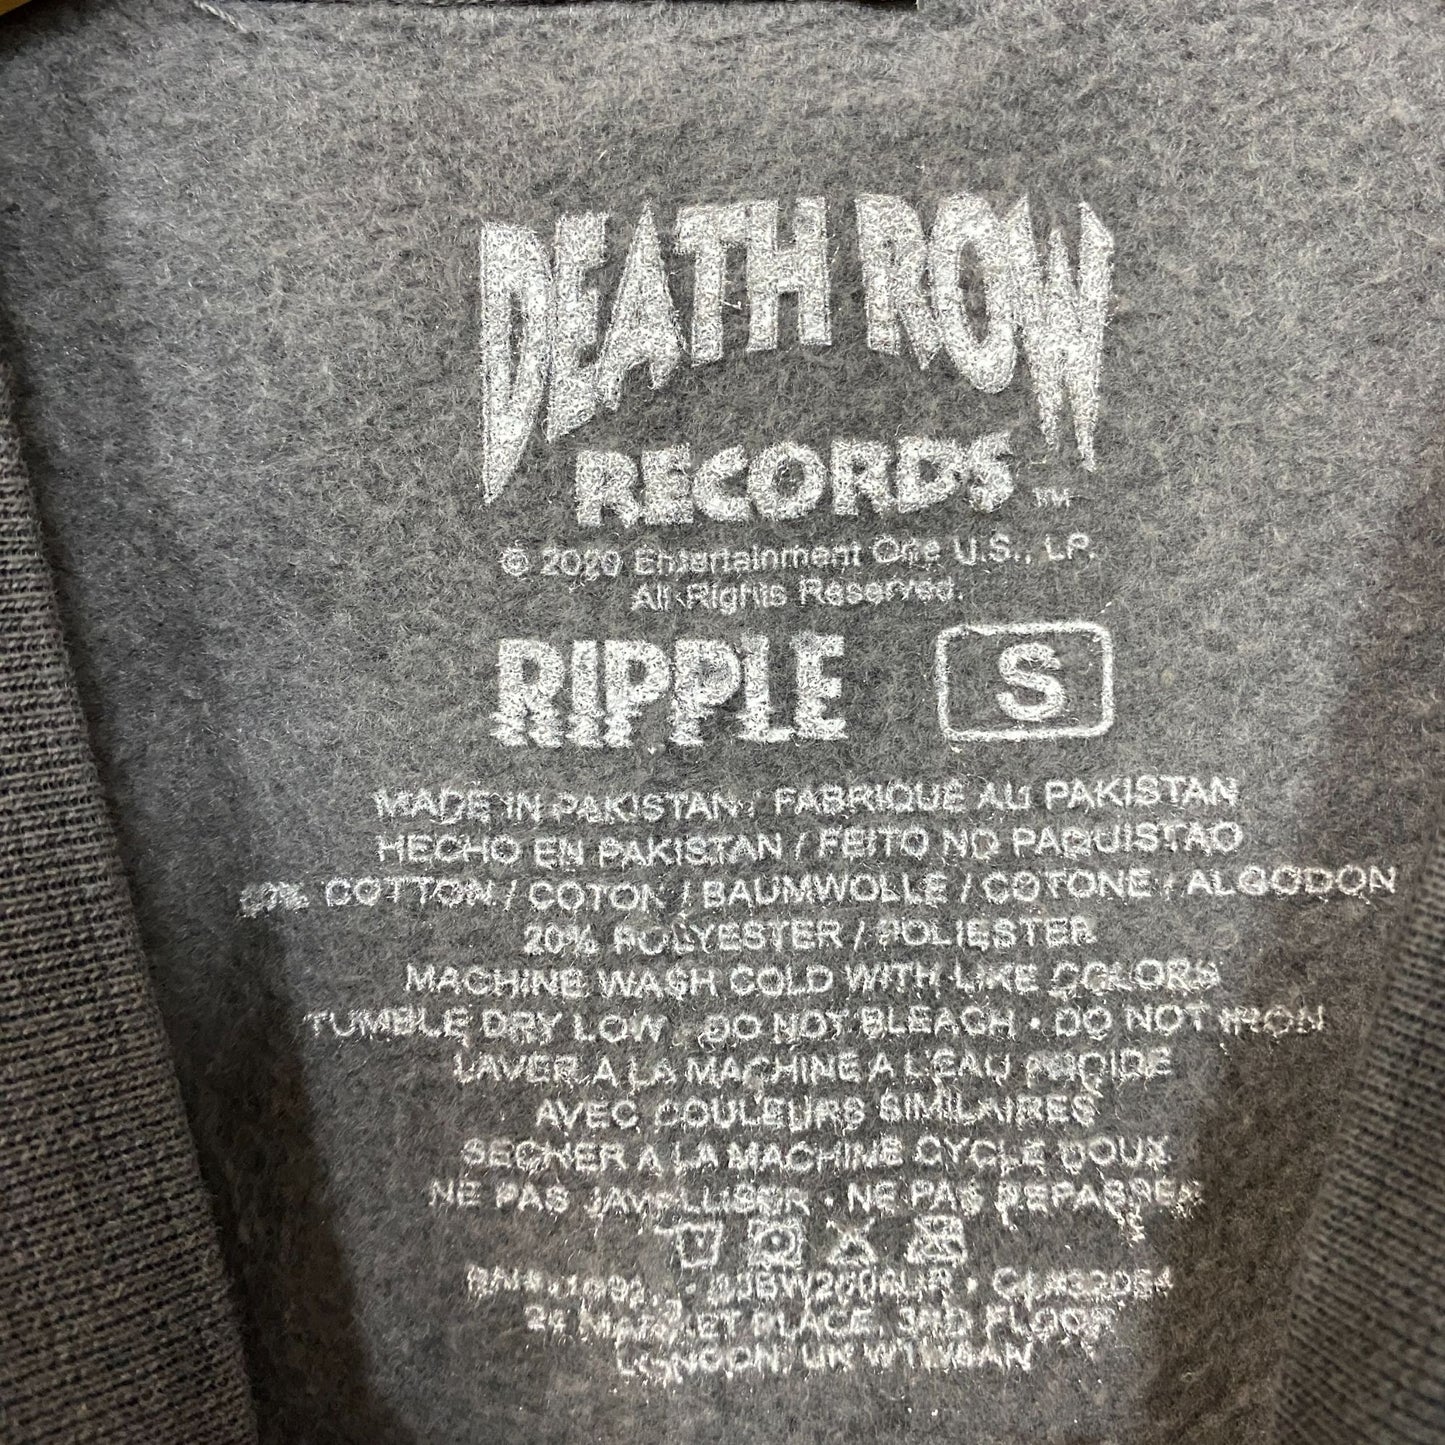 DEATH ROW
RECORDS TM
© 2020 Entertainment One U.S., LP.
All Rights Reserved.
RIPPLE S
MADE IN PAKISTAN / FABRIQUÉ AU PAKISTAN
HECHO EN PAKISTAN / FEITO NO PAQUISTAO
COTTON / COTON / BAUMWOLLE / COTONE / ALGODON
20% POLYESTER / POLIESTER
MACHINE WASH COLD WITH LIKE COLORS
TUMBLE DRY LOW · DO NOT BLEACH · DO NOT IRON
LAVER A LA MACHINE A L'EAU FROIDE
AVEC COULEURS SIMILAIRES
SECHER A LA MACHINE CYCLE DOUX
NE PAS JAVELLISER · NE PAS REPASSER
MARKET PLACE, 3RD FLOOR
LONDON, UK